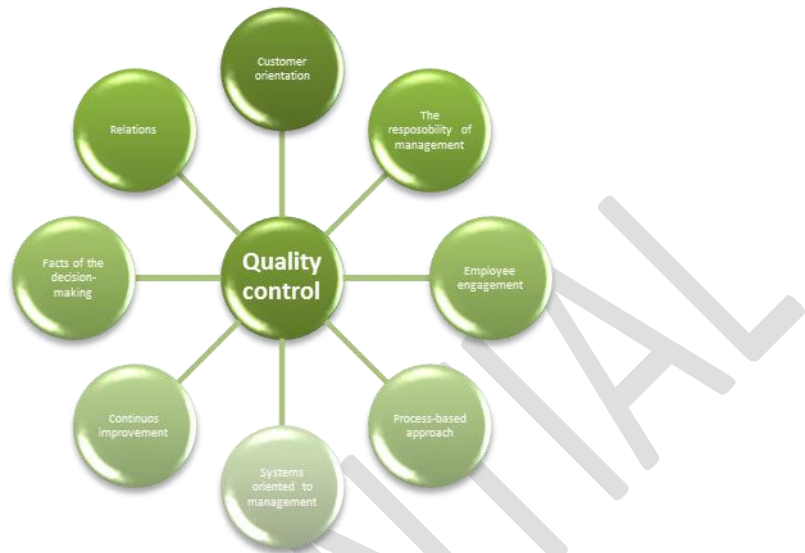 Customer
orientation
The
resposobility of
management
Employee
engagement
Process-based
approach
Systems
oriented to
management
Continuos
improvement
Facts of the
decision-
making
Relations
Quality
control
NTIAL